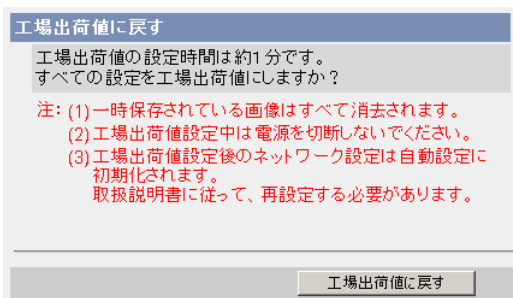 工場出荷値に戻す
工場出荷値の設定時間は約1分です。
すべての設定を工場出荷値にしますか?
注: (1)一時保存されている画像はすべて消去されます。
(2)工場出荷値設定中は電源を切断しないでください。
(3)工場出荷値設定後のネットワーク設定は自動設定に
初期化されます。
取扱説明書に従って、再設定する必要があります。
工場出荷値に戻す